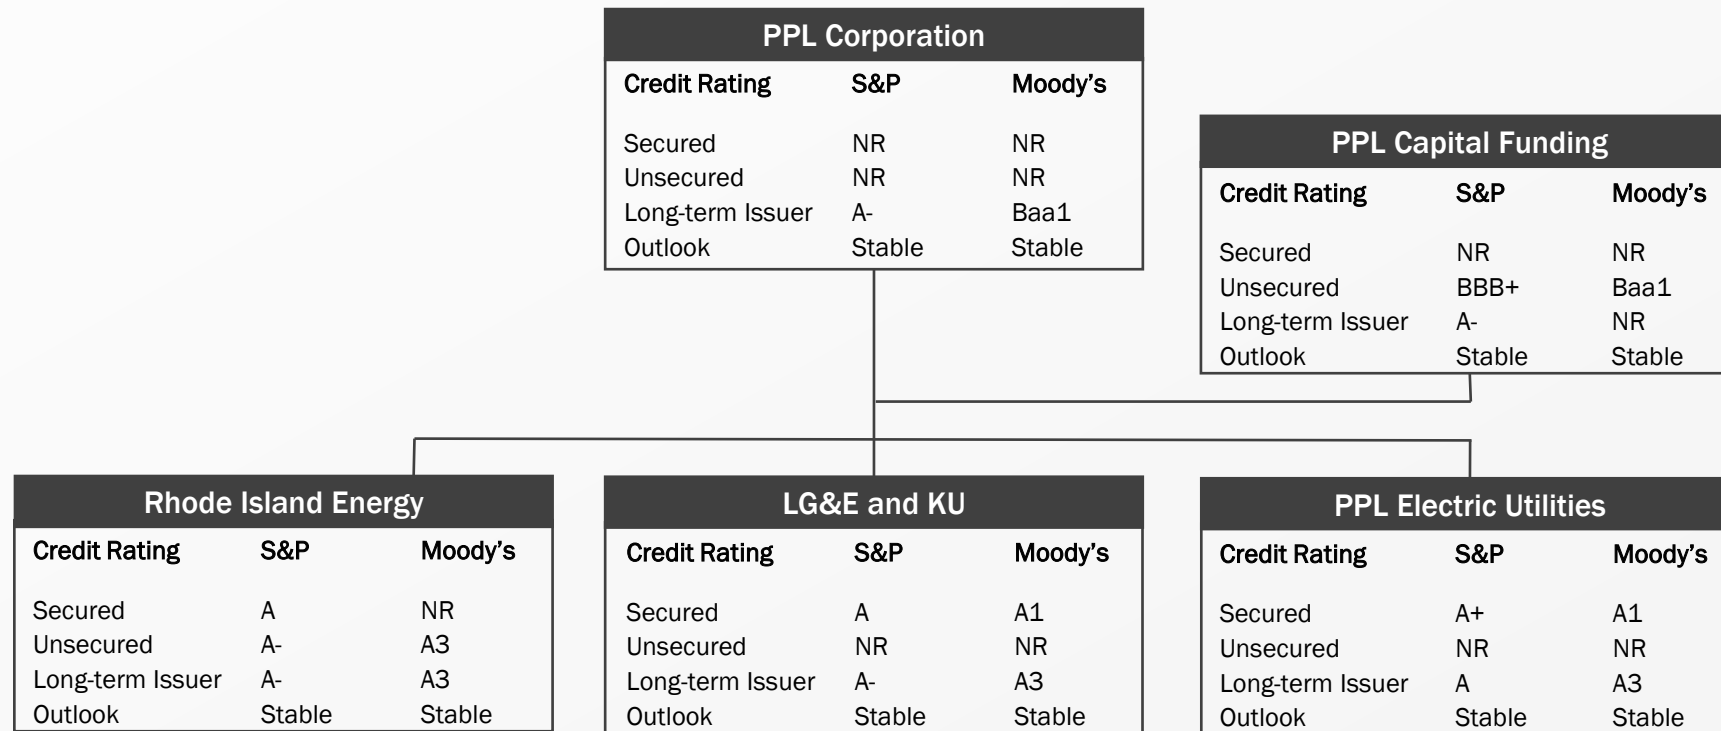 PPL Corporation
Credit Rating S&P Moody's
Secured NR NR
Unsecured NR NR
Long-term Issuer A- Baa1
Outlook Stable Stable
PPL Capital Funding
Credit Rating S&P Moody's
Secured NR NR
Unsecured BBB+ Baa1
Long-term Issuer A- NR
Outlook Stable Stable
Rhode Island Energy
Credit Rating S&P Moody's
Secured A NR
Unsecured A- A3
Long-term Issuer A- A3
Outlook Stable Stable
LG&E and KU
Credit Rating S&P Moody's
Secured A A1
Unsecured NR NR
Long-term Issuer A- A3
Outlook Stable Stable
PPL Electric Utilities
Credit Rating S&P Moody's
Secured A+ A1
Unsecured NR NR
Long-term Issuer A A3
Outlook Stable Stable